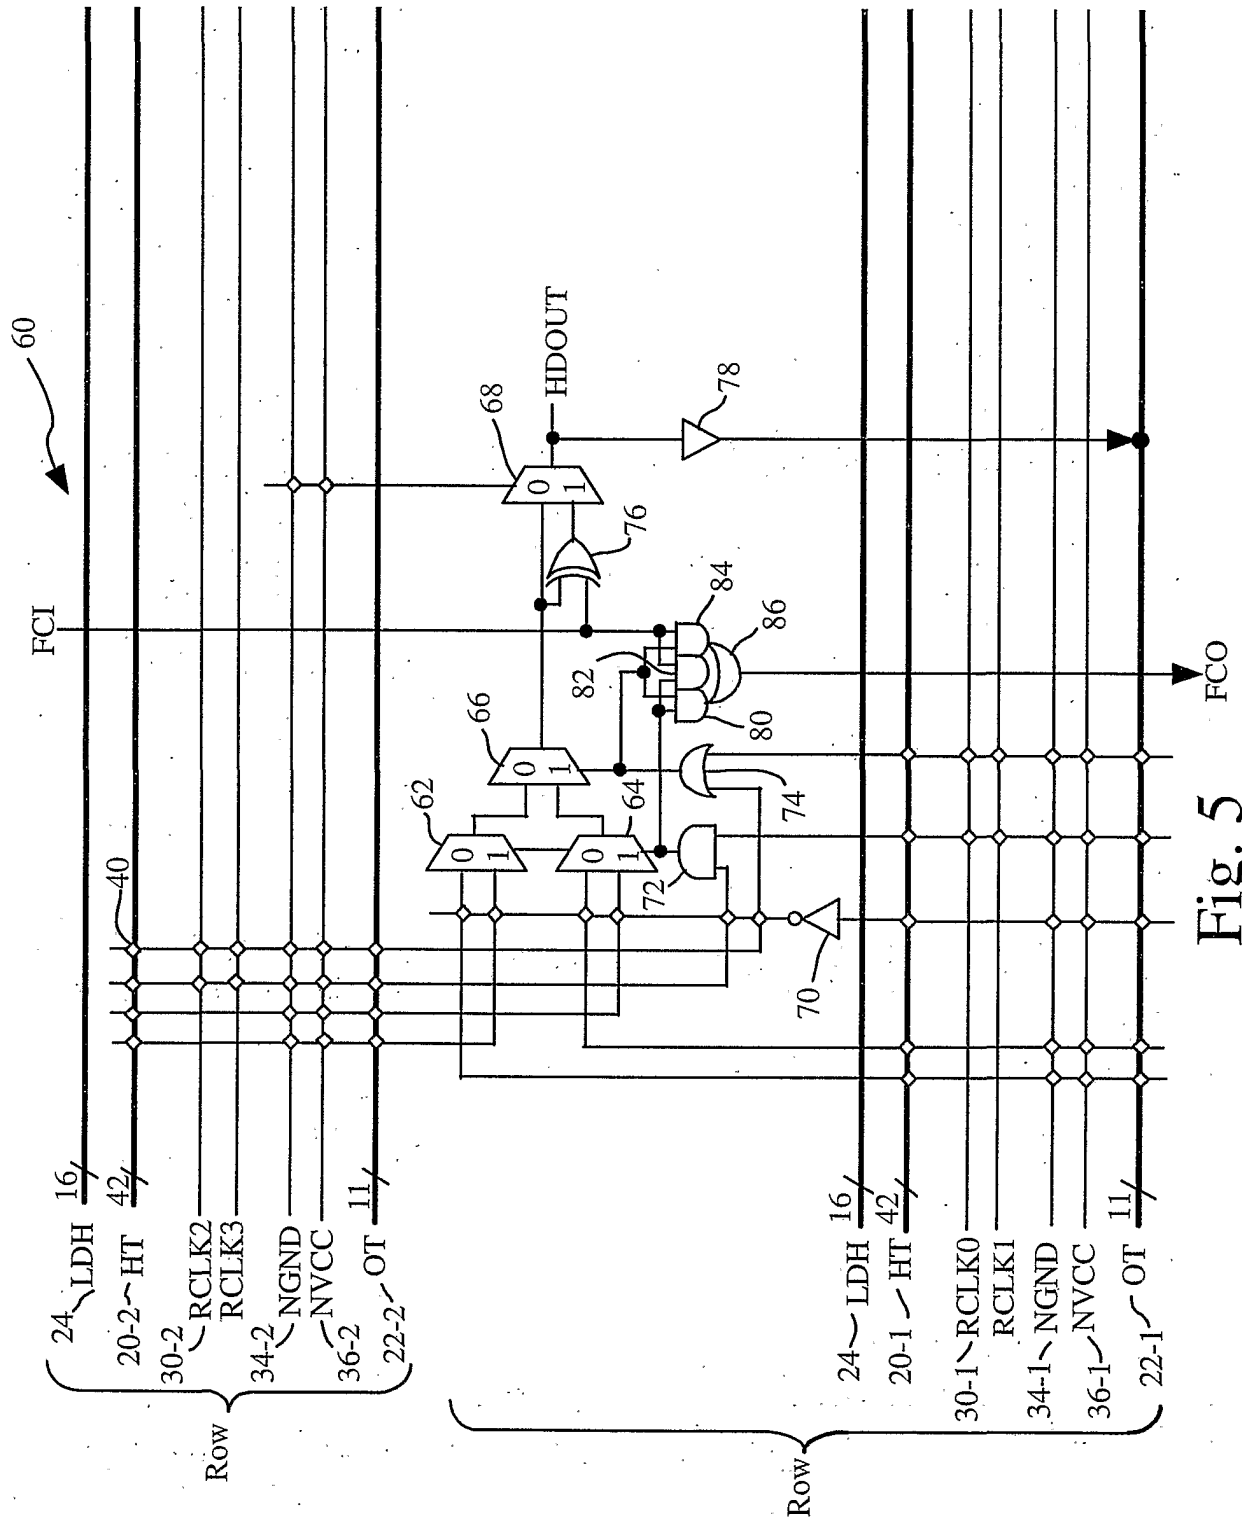 60
FCI
24 LDH 16
20-2 HT 42
40
30-2 RCLK2
RCLK3
34-2 NGND
NVCC
36-2
22-2 OT 11
Row
62
0
1
64
0
1
66
0
1
68
0
1
HDOUT
76
78
82
84
86
80
72
74
70
24 LDH 16
20-1 HT 42
30-1 RCLK0
RCLK1
34-1 NGND
36-1 NVCC
22-1 OT 11
Row
FCO
Fig. 5